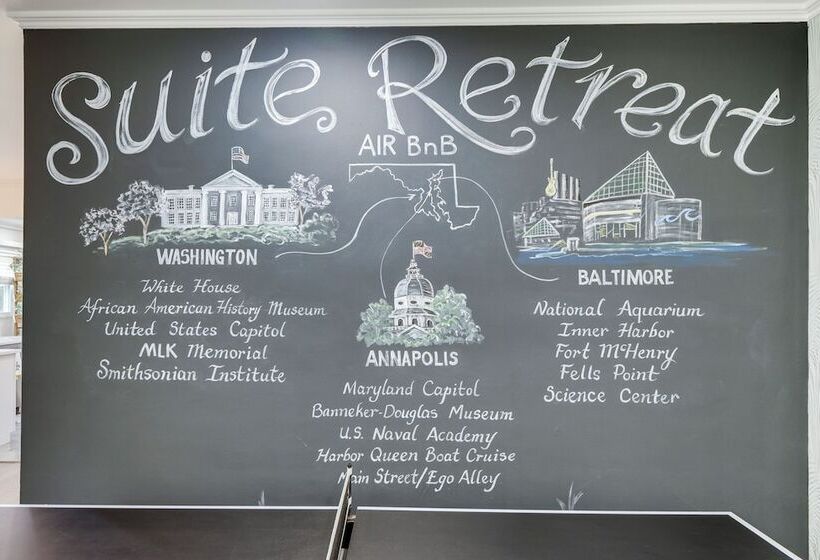 Suite Retreat
AIR BnB
WASHINGTON
White House
African American History Museum
United States Capitol
MLK Memorial
Smithsonian Institute
ANNAPOLIS
Maryland Capitol
Banneker-Douglas Museum
U.S. Naval Academy
Harbor Queen Boat Cruise
Main Street/Ego Alley
BALTIMORE
National Aquarium
Inner Harbor
Fort McHenry
Fells Point
Science Center